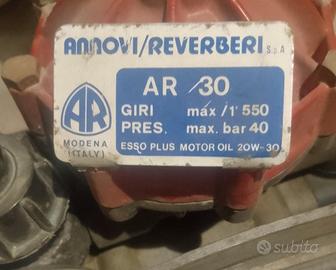 ANNOVI/REVERBERI S.p.A
AR 30
GIRI max /1' 550
PRES. max. bar 40
ESSO PLUS MOTOR OIL 20W-30
AR
MODENA
(ITALY)
subito